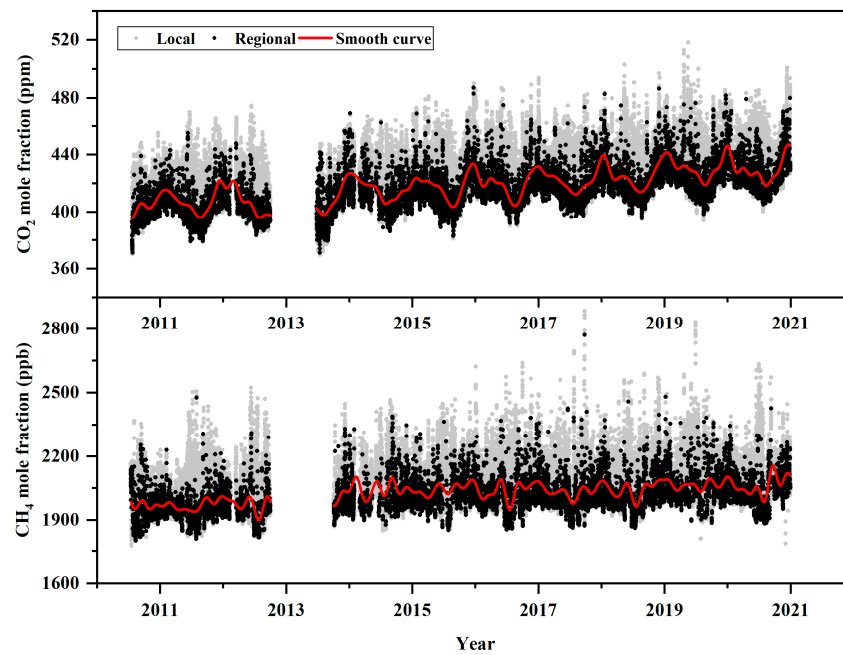 Local Regional Smooth curve
520
480
440
400
360
CO2 mole fraction (ppm)
2011 2013 2015 2017 2019 2021
2800
2500
2200
1900
1600
CH4 mole fraction (ppb)
2011 2013 2015 2017 2019 2021
Year